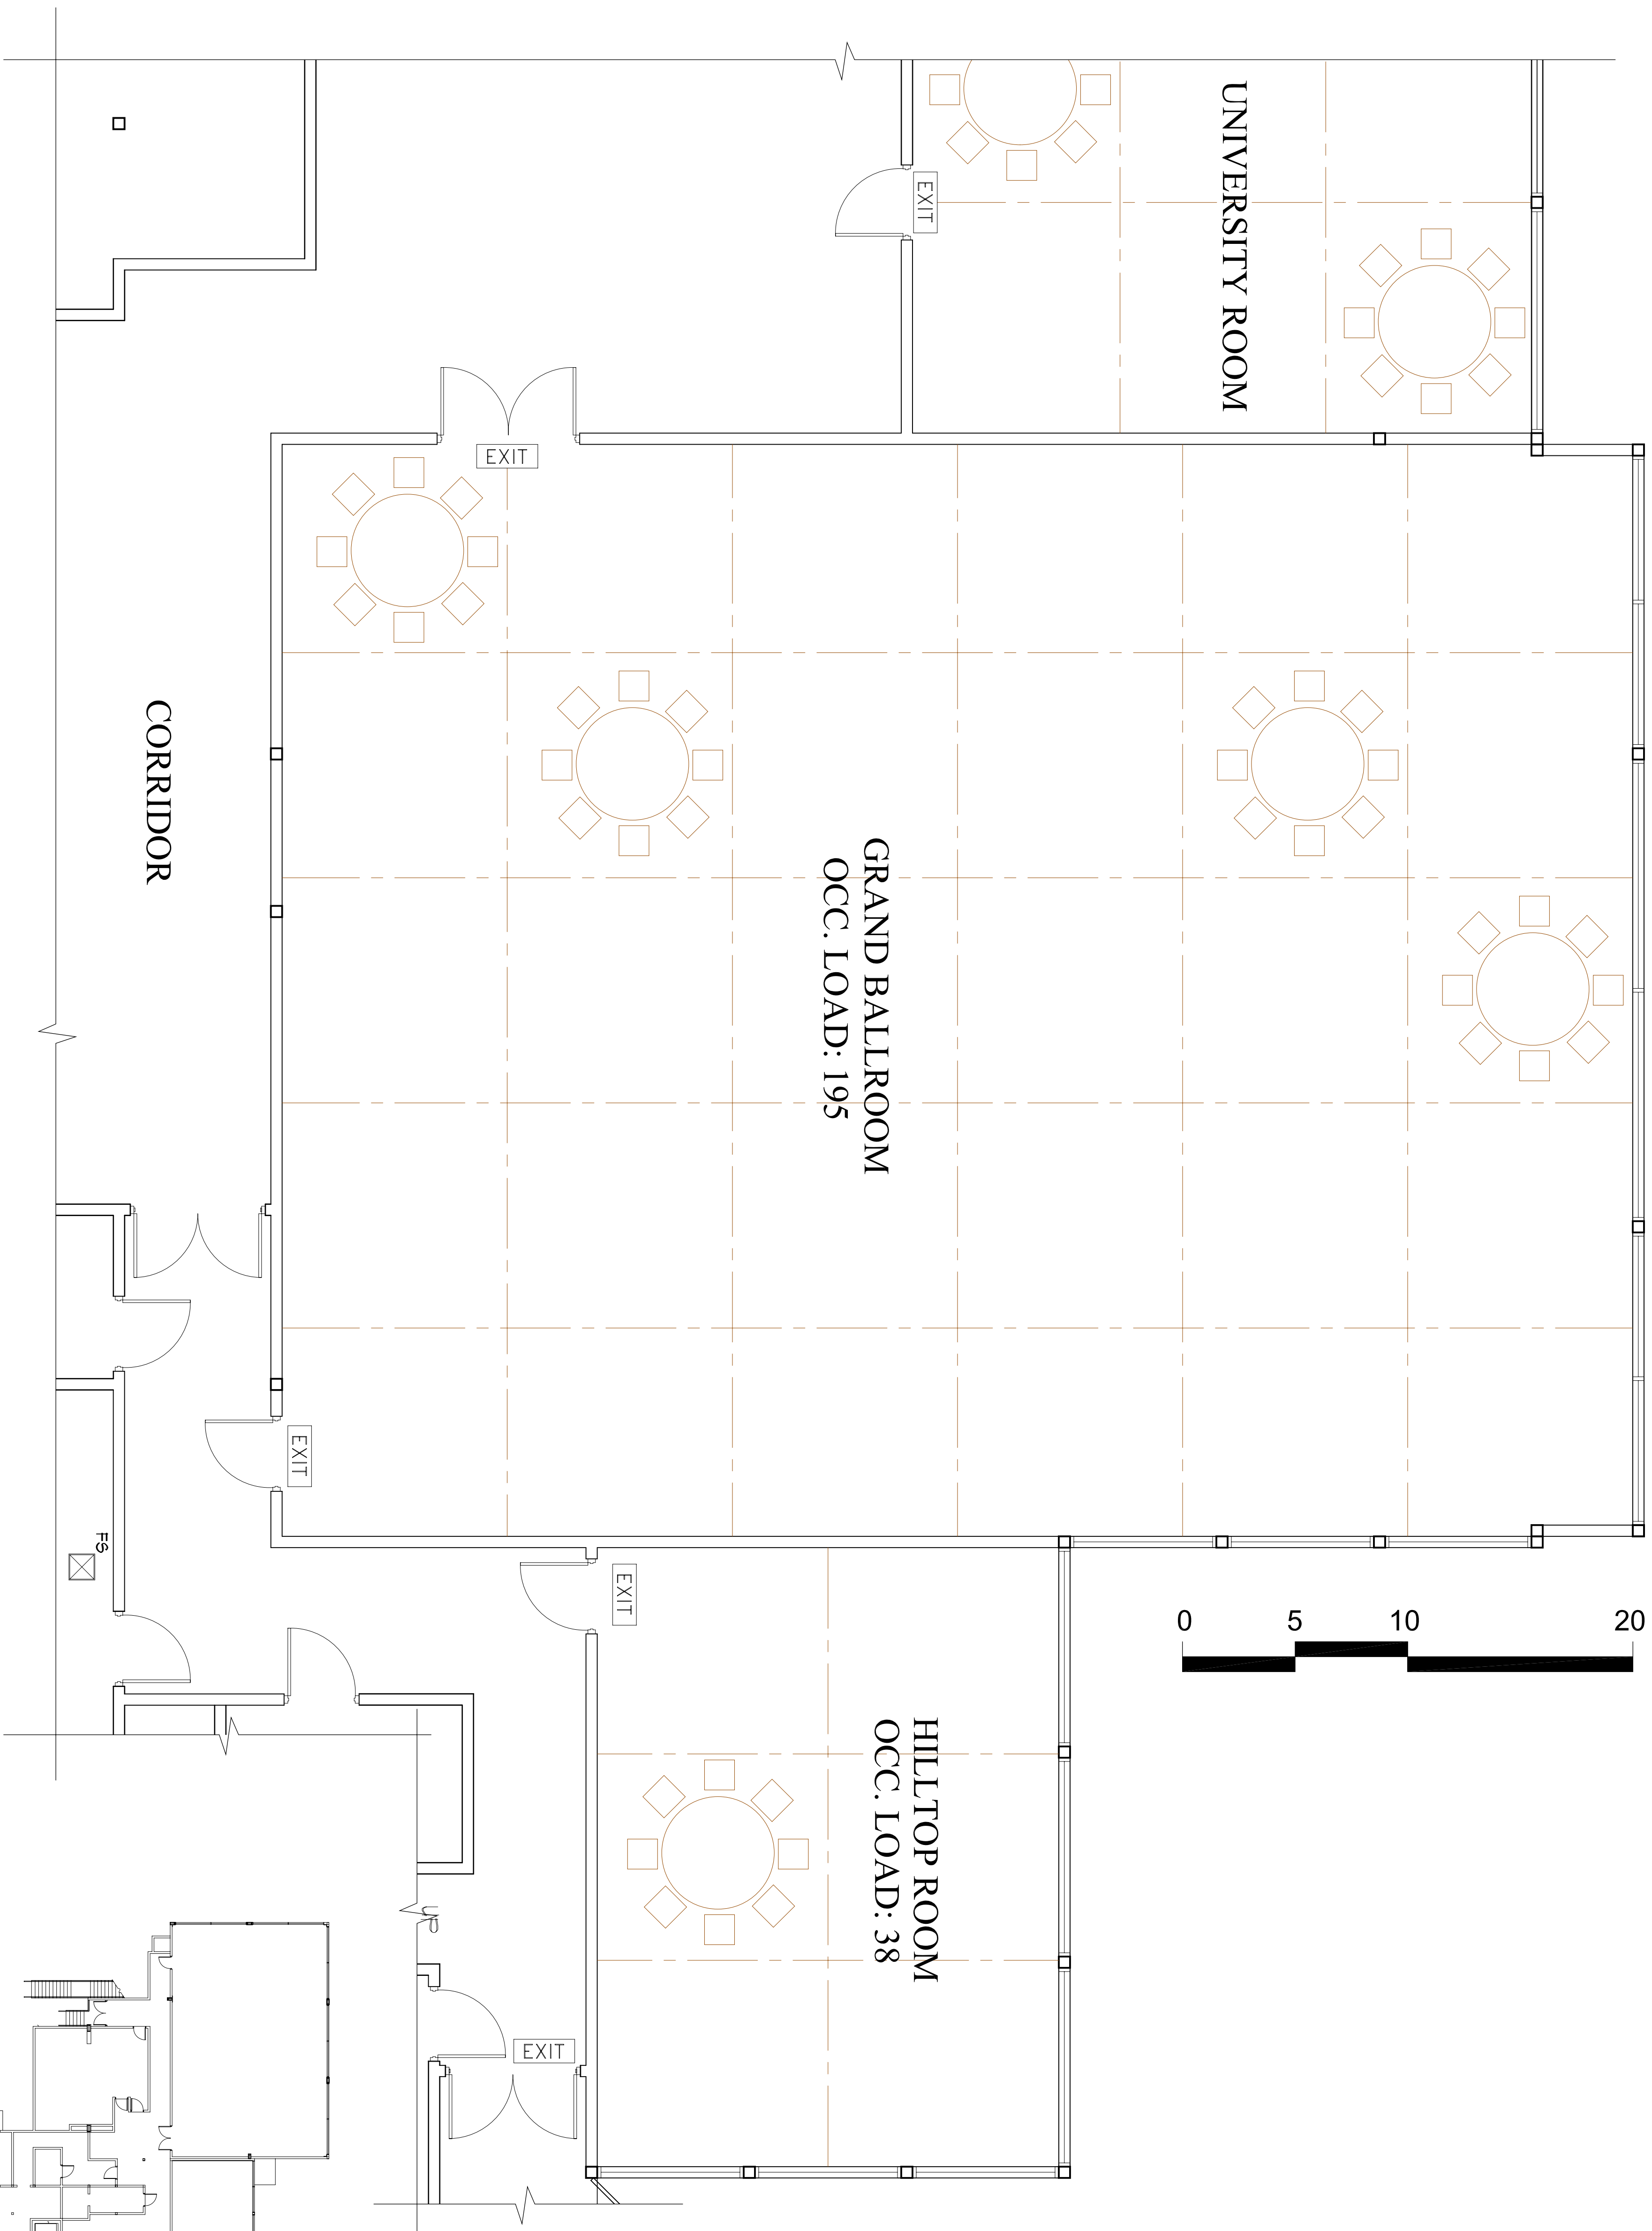 UNIVERSITY ROOM
EXIT
EXIT
CORRIDOR
GRAND BALLROOM
OCC. LOAD: 195
EXIT
FS
EXIT
0 5 10 20
HILLTOP ROOM
OCC. LOAD: 38
EXIT